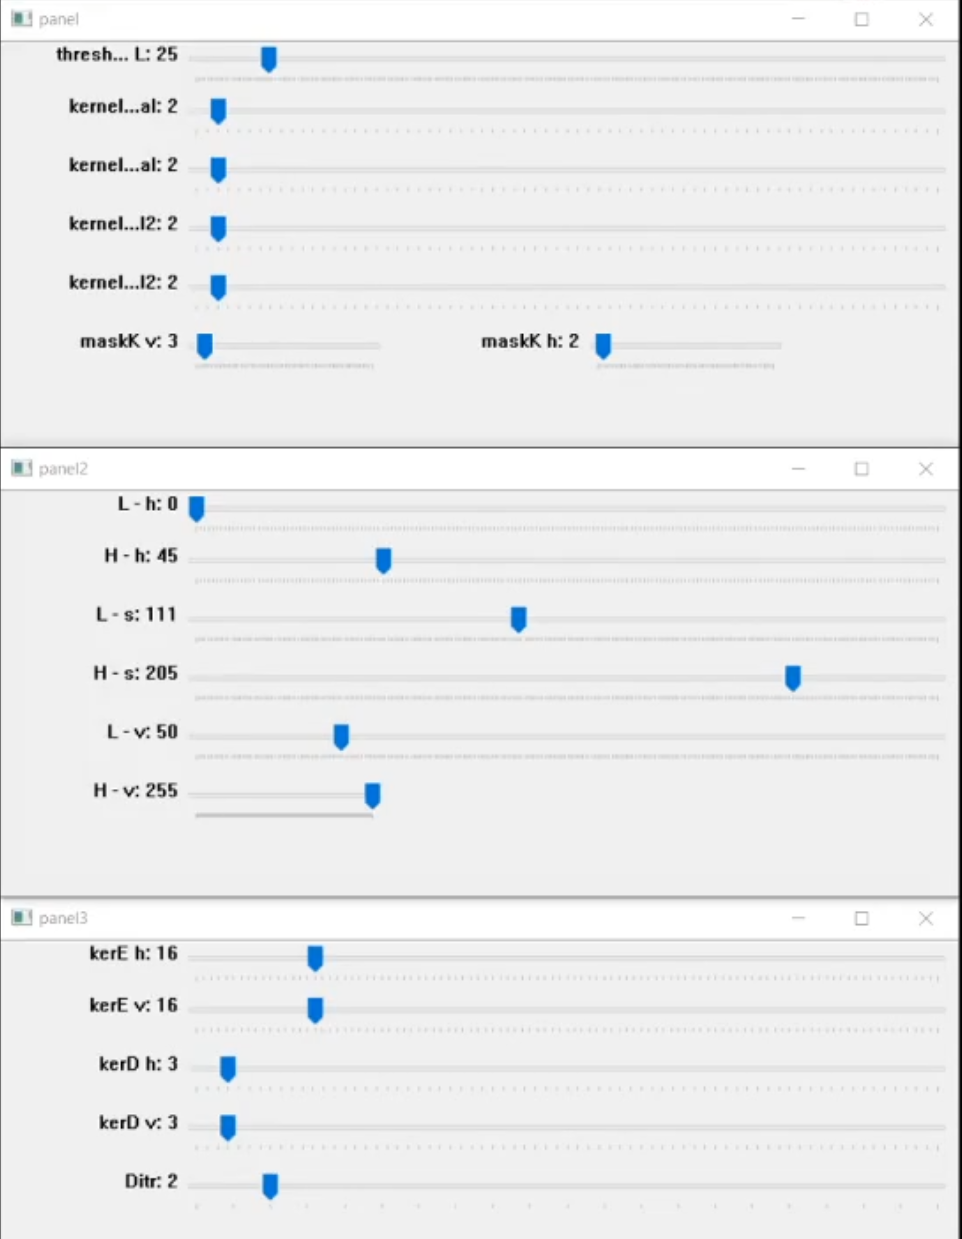 panel
thresh... L: 25
kernel...al: 2
kernel...al: 2
kernel...l2: 2
kernel...l2: 2
maskK v: 3 maskK h: 2
panel2
L - h: 0
H - h: 45
L - s: 111
H - s: 205
L - v: 50
H - v: 255
panel3
kerE h: 16
kerE v: 16
kerD h: 3
kerD v: 3
Ditr: 2